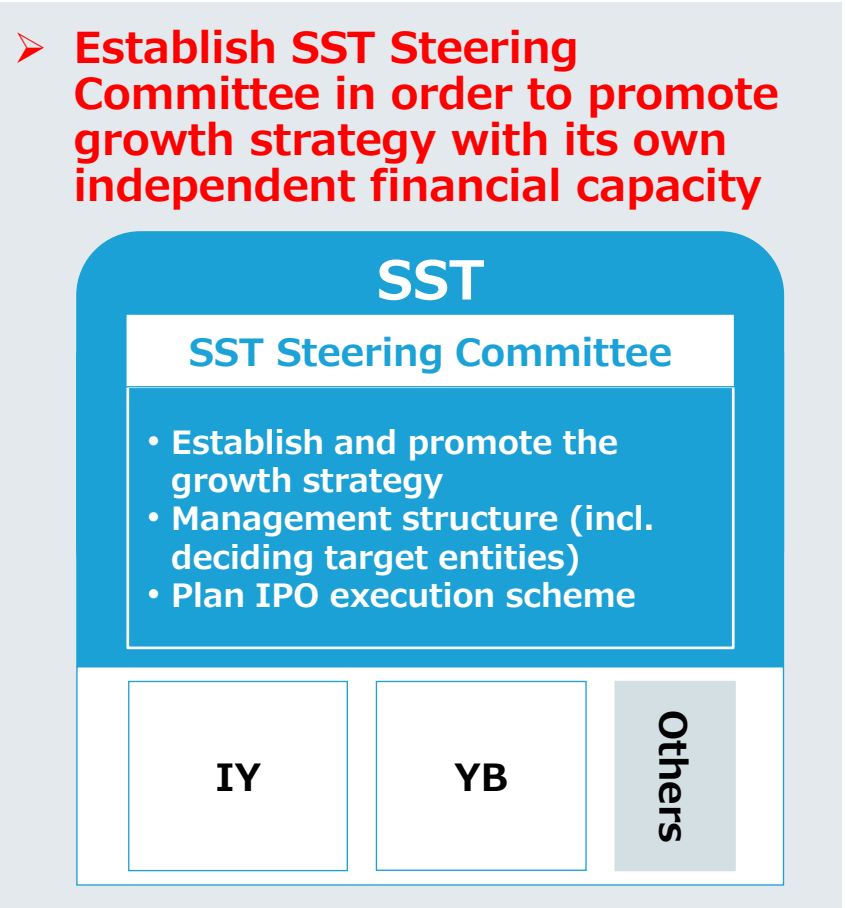 ➢ Establish SST Steering
Committee in order to promote
growth strategy with its own
independent financial capacity
SST
SST Steering Committee
• Establish and promote the
growth strategy
• Management structure (incl.
deciding target entities)
• Plan IPO execution scheme
IY
YB
Others